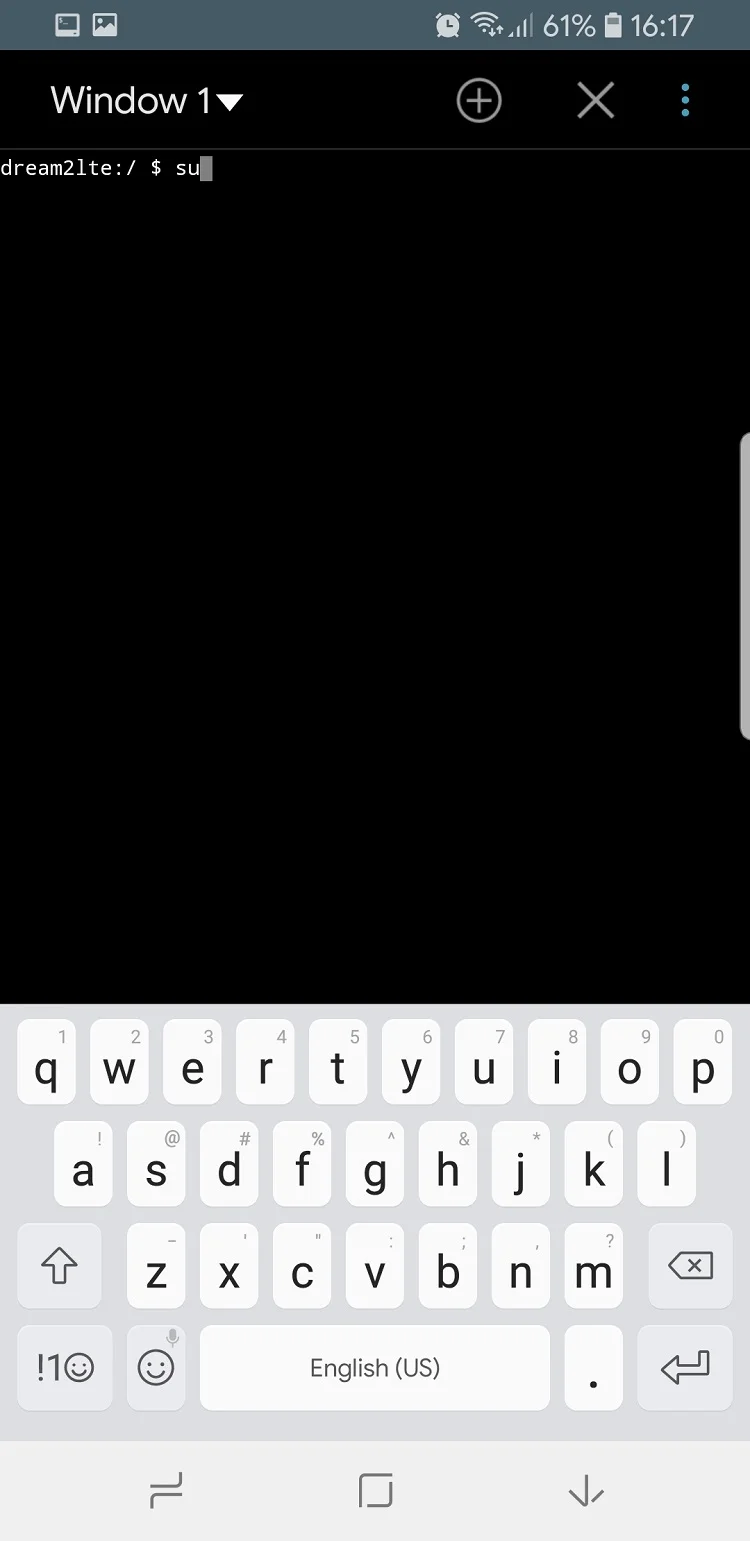 61% 16:17
Window 1
dream2lte:/ $ su
1 2 3 4 5 6 7 8 9 0
q w e r t y u i o p
! @ # % ^ & * ( )
a s d f g h j k l
- ' " : ; , ?
z x c v b n m
!1☺ English (US) .